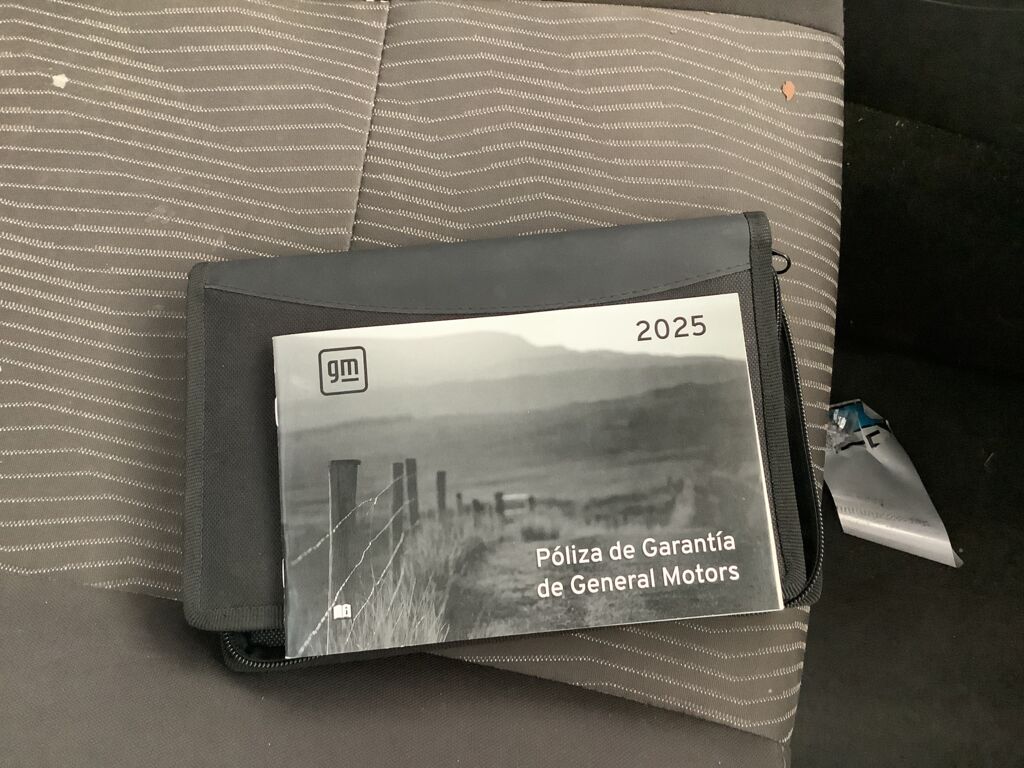 gm
2025
Póliza de Garantía
de General Motors